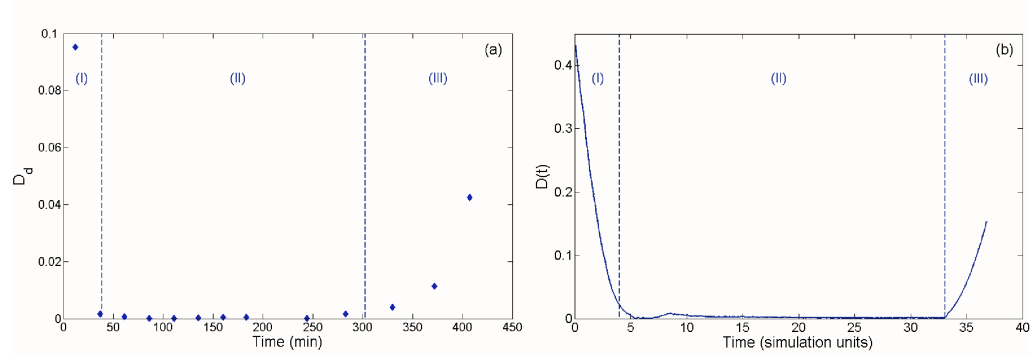 (a)
(I)
(II)
(III)
0.1
0.08
0.06
0.04
0.02
0
D_d
0 50 100 150 200 250 300 350 400 450
Time (min)
(b)
(I)
(II)
(III)
0.4
0.3
0.2
0.1
0
D(t)
0 5 10 15 20 25 30 35 40
Time (simulation units)